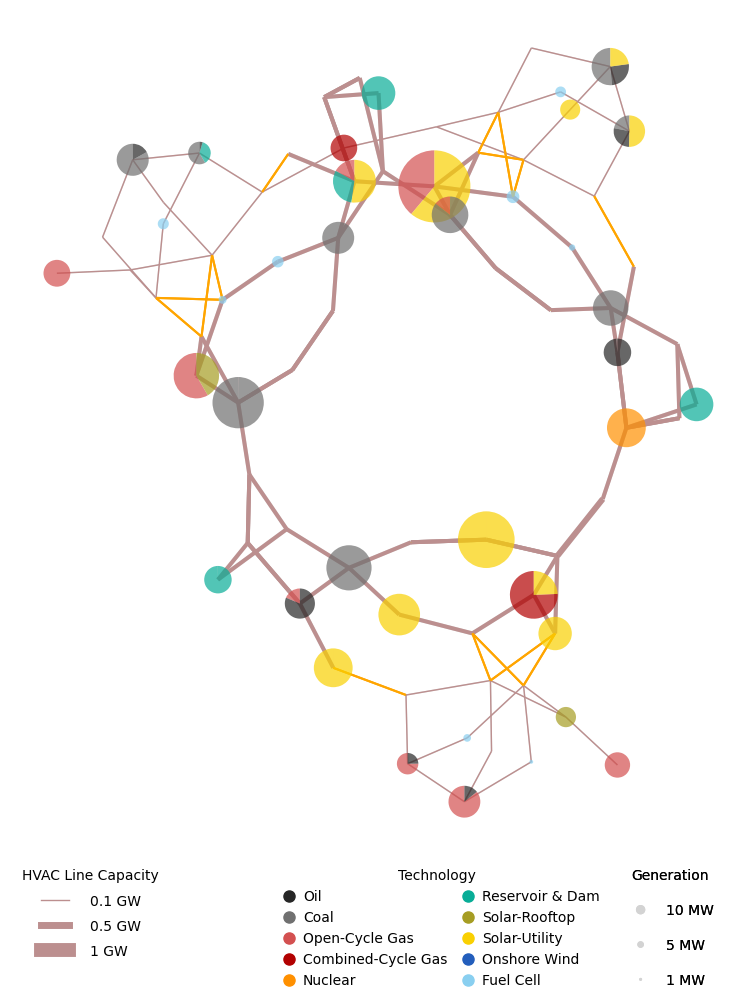 HVAC Line Capacity
0.1 GW
0.5 GW
1 GW
Technology
Oil
Coal
Open-Cycle Gas
Combined-Cycle Gas
Nuclear
Reservoir & Dam
Solar-Rooftop
Solar-Utility
Onshore Wind
Fuel Cell
Generation
10 MW
5 MW
1 MW